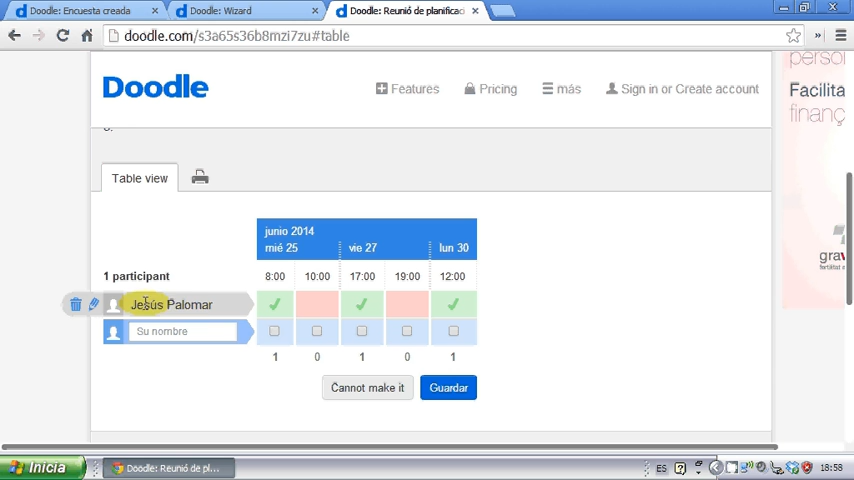 Doodle: Encuesta creada
Doodle: Wizard
Doodle: Reunió de planificac
doodle.com/s3a65s36b8mzi7zu#table
Doodle
Features
Pricing
más
Sign in or Create account
Facilita
finanç
Table view
junio 2014
mié 25 vie 27 lun 30
1 participant 8:00 10:00 17:00 19:00 12:00
Jesús Palomar
Su nombre
1 0 1 0 1
Cannot make it
Guardar
grav
Inicia
Doodle: Reunió de pl...
ES
18:58